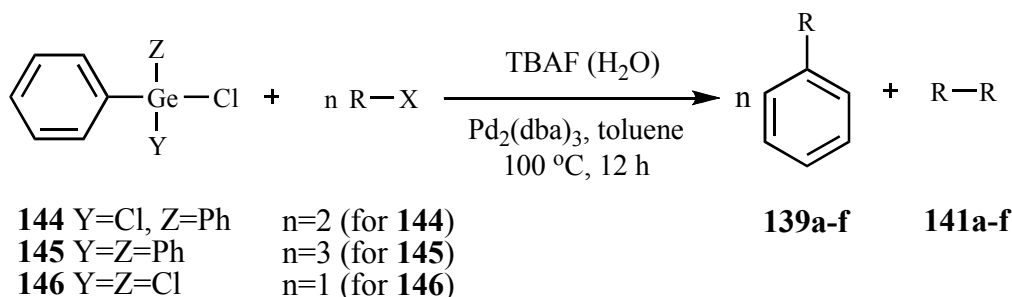 Z
Ge
Cl
Y
+
n R-X
TBAF (H2O)
Pd2(dba)3, toluene
100 °C, 12 h
R
n
+
R-R
144 Y=Cl, Z=Ph
145 Y=Z=Ph
146 Y=Z=Cl
n=2 (for 144)
n=3 (for 145)
n=1 (for 146)
139a-f
141a-f